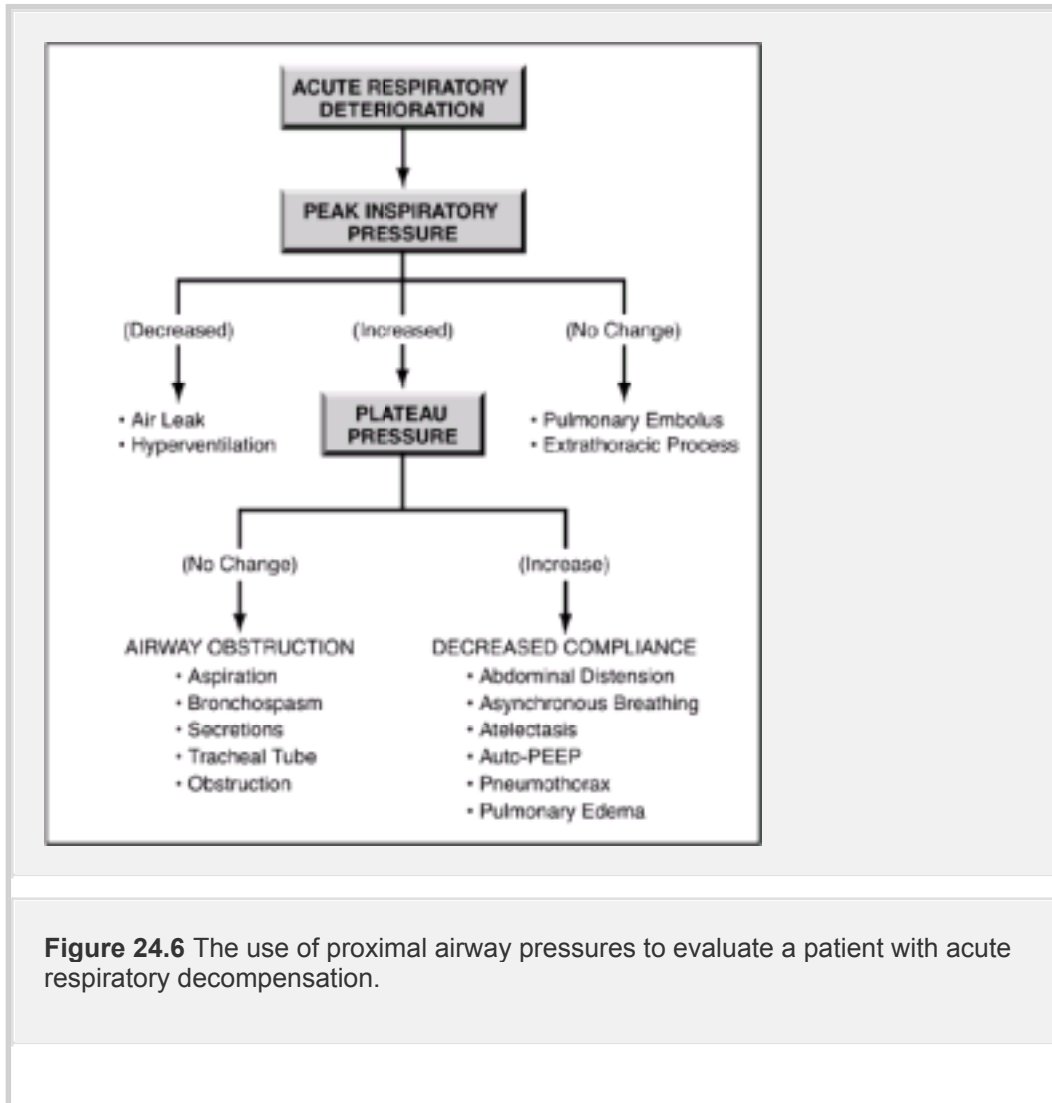 ACUTE RESPIRATORY
DETERIORATION
PEAK INSPIRATORY
PRESSURE
(Decreased)
(Increased)
(No Change)
• Air Leak
• Hyperventilation
PLATEAU
PRESSURE
• Pulmonary Embolus
• Extrathoracic Process
(No Change)
(Increase)
AIRWAY OBSTRUCTION
• Aspiration
• Bronchospasm
• Secretions
• Tracheal Tube
• Obstruction
DECREASED COMPLIANCE
• Abdominal Distension
• Asynchronous Breathing
• Atelectasis
• Auto-PEEP
• Pneumothorax
• Pulmonary Edema
Figure 24.6 The use of proximal airway pressures to evaluate a patient with acute
respiratory decompensation.